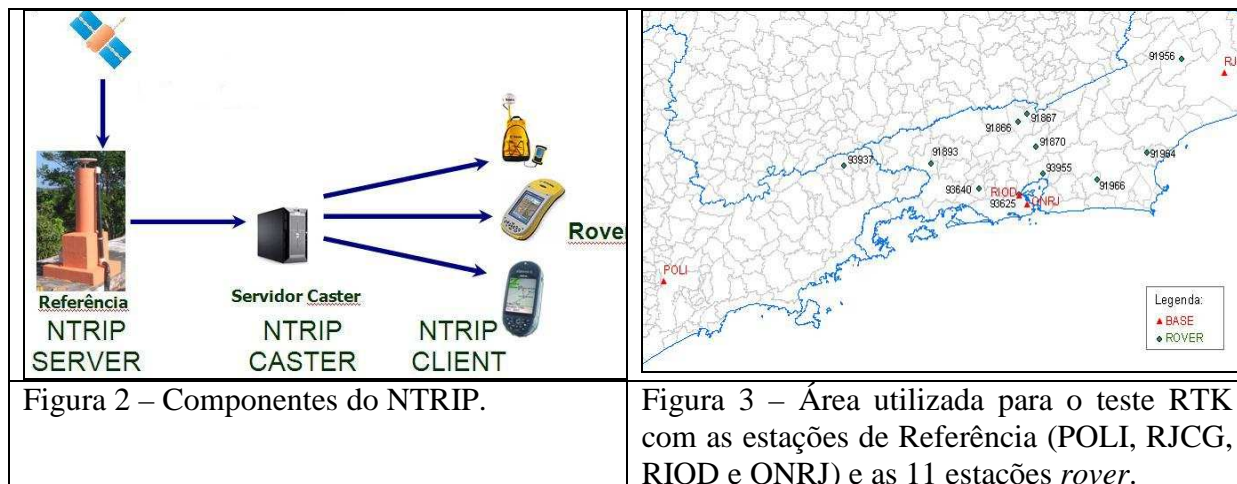 Referência
NTRIP
SERVER
Servidor Caster
NTRIP
CASTER
Rover
NTRIP
CLIENT
Figura 2 – Componentes do NTRIP.
91956
RJ
91867
91866
91870
91893
93937
91964
93955
91966
93640
RIOD
93625
ONRJ
POLI
Legenda:
BASE
ROVER
Figura 3 – Área utilizada para o teste RTK
com as estações de Referência (POLI, RJCG,
RIOD e ONRJ) e as 11 estações rover.